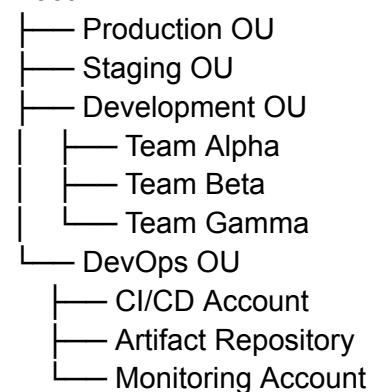 ├── Production OU
├── Staging OU
├── Development OU
│ ├── Team Alpha
│ ├── Team Beta
│ └── Team Gamma
└── DevOps OU
├── CI/CD Account
├── Artifact Repository
└── Monitoring Account